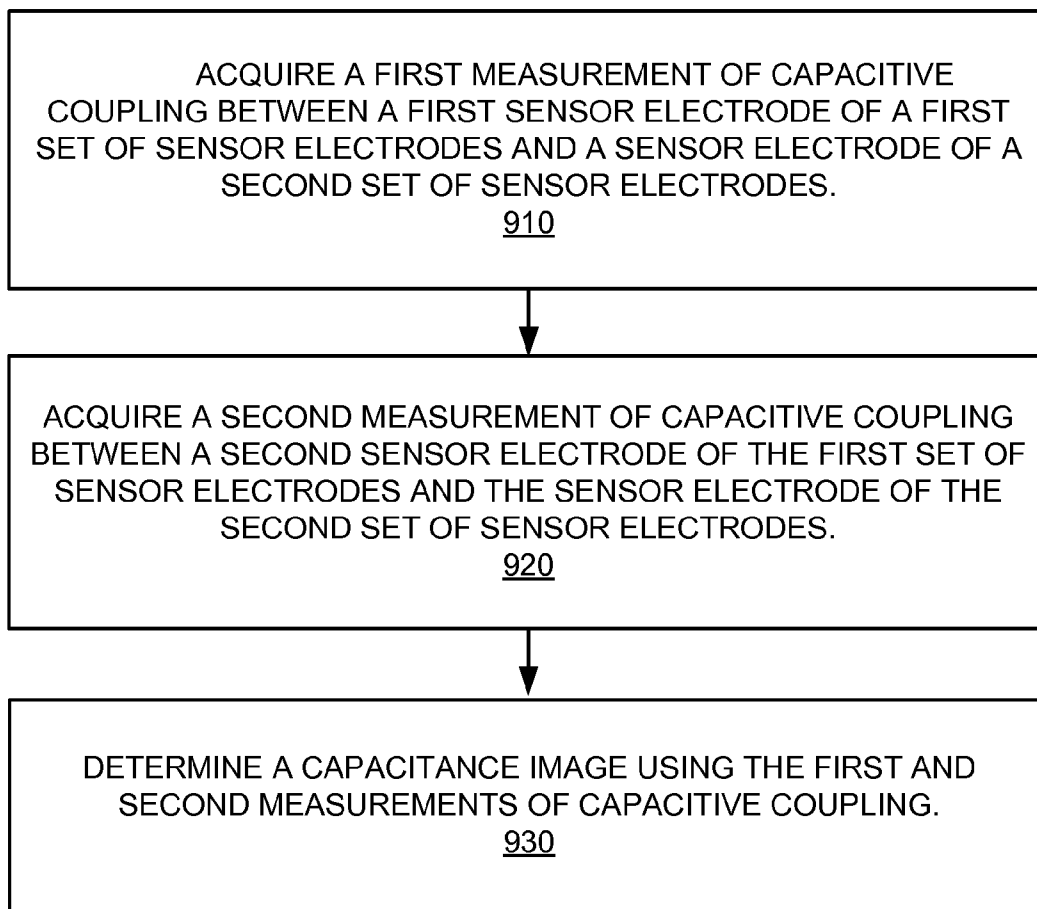 ACQUIRE A FIRST MEASUREMENT OF CAPACITIVE
COUPLING BETWEEN A FIRST SENSOR ELECTRODE OF A FIRST
SET OF SENSOR ELECTRODES AND A SENSOR ELECTRODE OF A
SECOND SET OF SENSOR ELECTRODES.
910
ACQUIRE A SECOND MEASUREMENT OF CAPACITIVE COUPLING
BETWEEN A SECOND SENSOR ELECTRODE OF THE FIRST SET OF
SENSOR ELECTRODES AND THE SENSOR ELECTRODE OF THE
SECOND SET OF SENSOR ELECTRODES.
920
DETERMINE A CAPACITANCE IMAGE USING THE FIRST AND
SECOND MEASUREMENTS OF CAPACITIVE COUPLING.
930